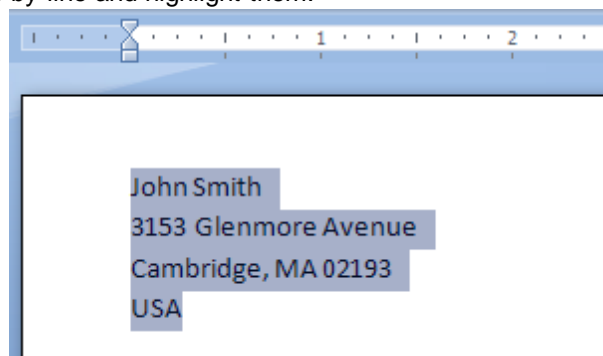 by-line and highlight them.
1 2
John Smith
3153 Glenmore Avenue
Cambridge, MA 02193
USA